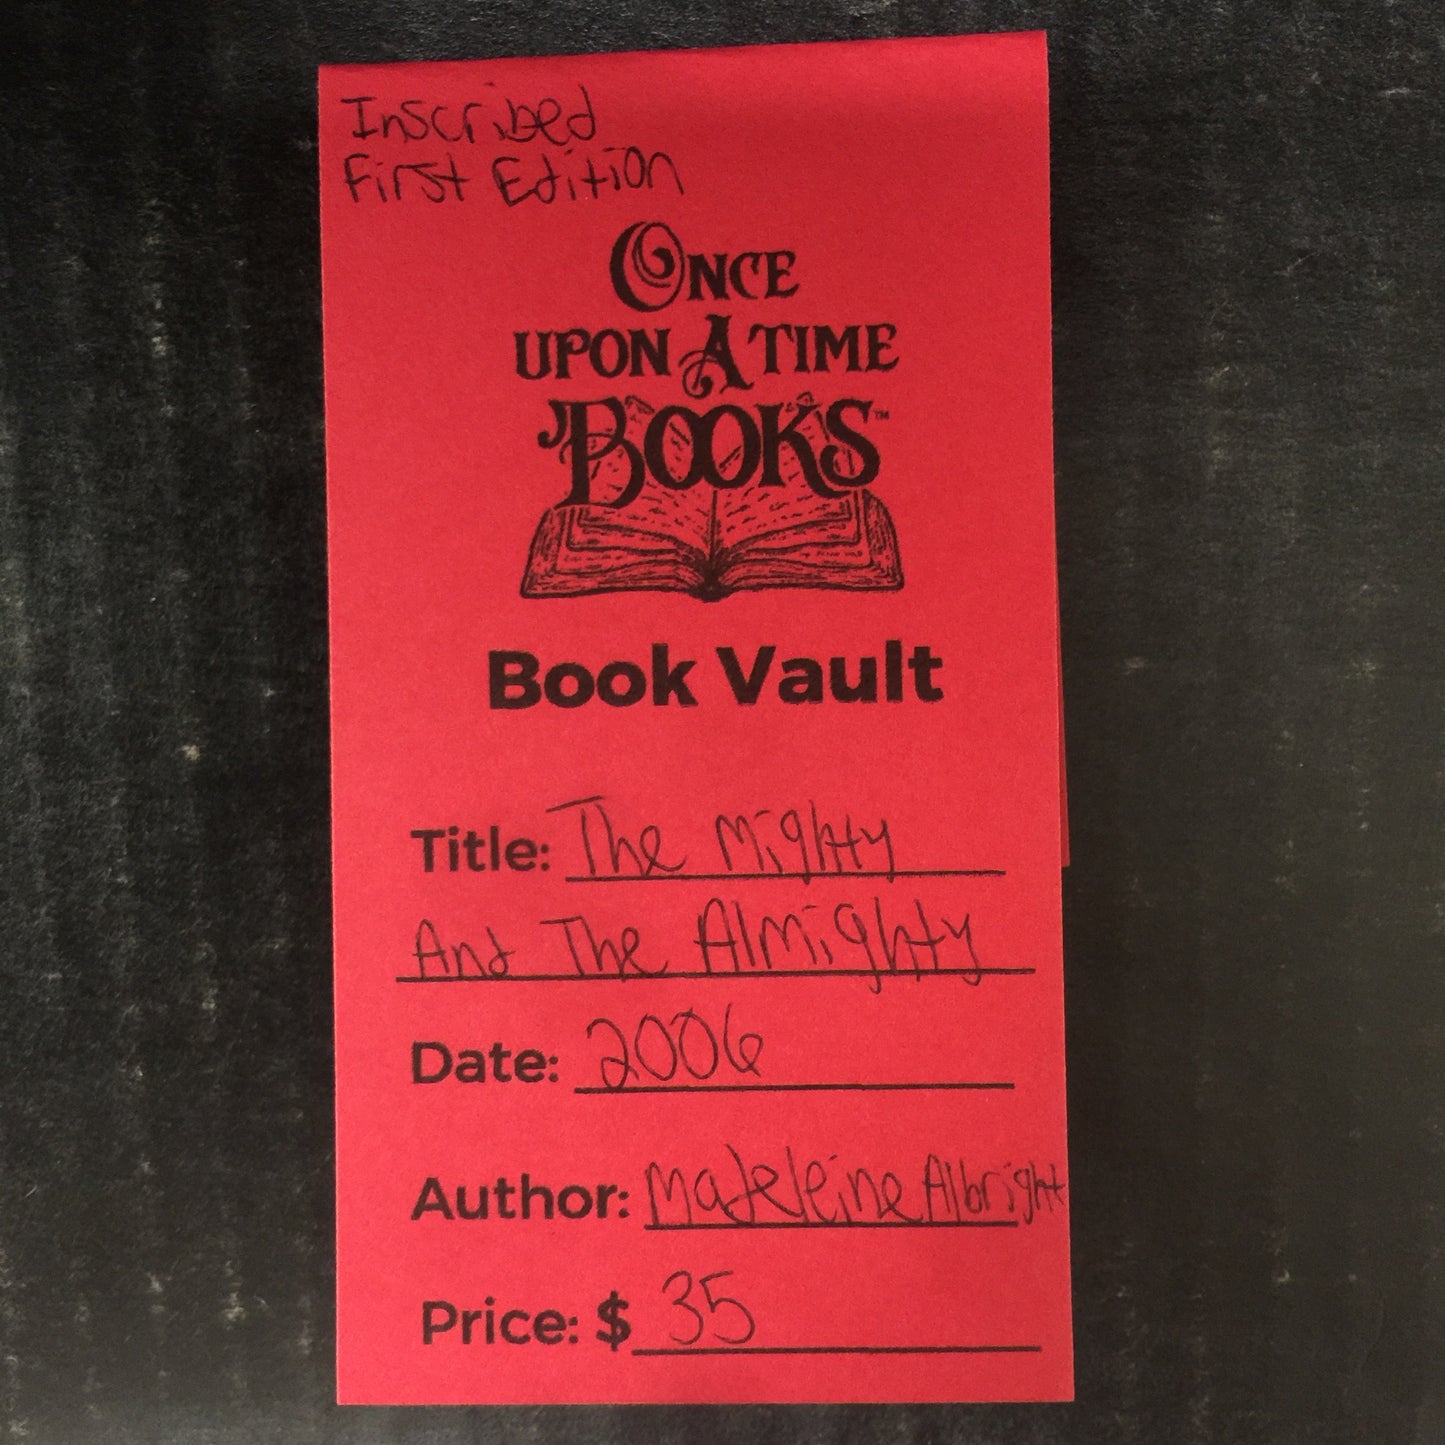 Inscribed
First Edition
ONCE
UPON A TIME
BOOKS™
Book Vault
Title: The Mighty
And The Almighty
Date: 2006
Author: Madeleine Albright
Price: $ 35